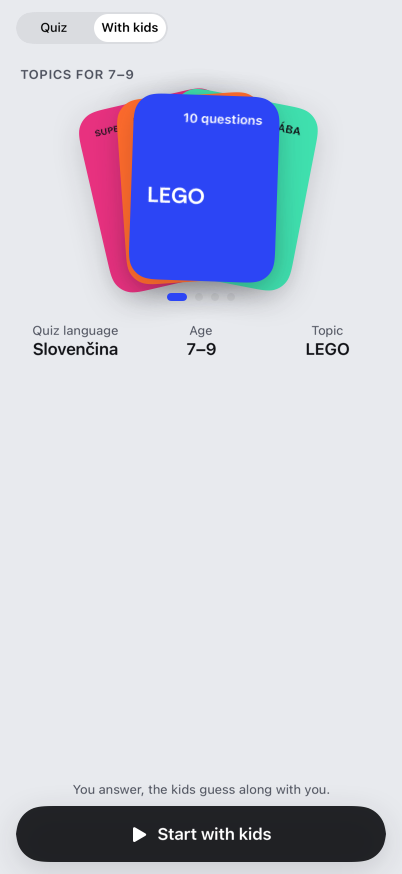 Quiz
With kids
TOPICS FOR 7–9
10 questions
LEGO
Quiz language
Age
Topic
Slovenčina
7–9
LEGO
You answer, the kids guess along with you.
Start with kids